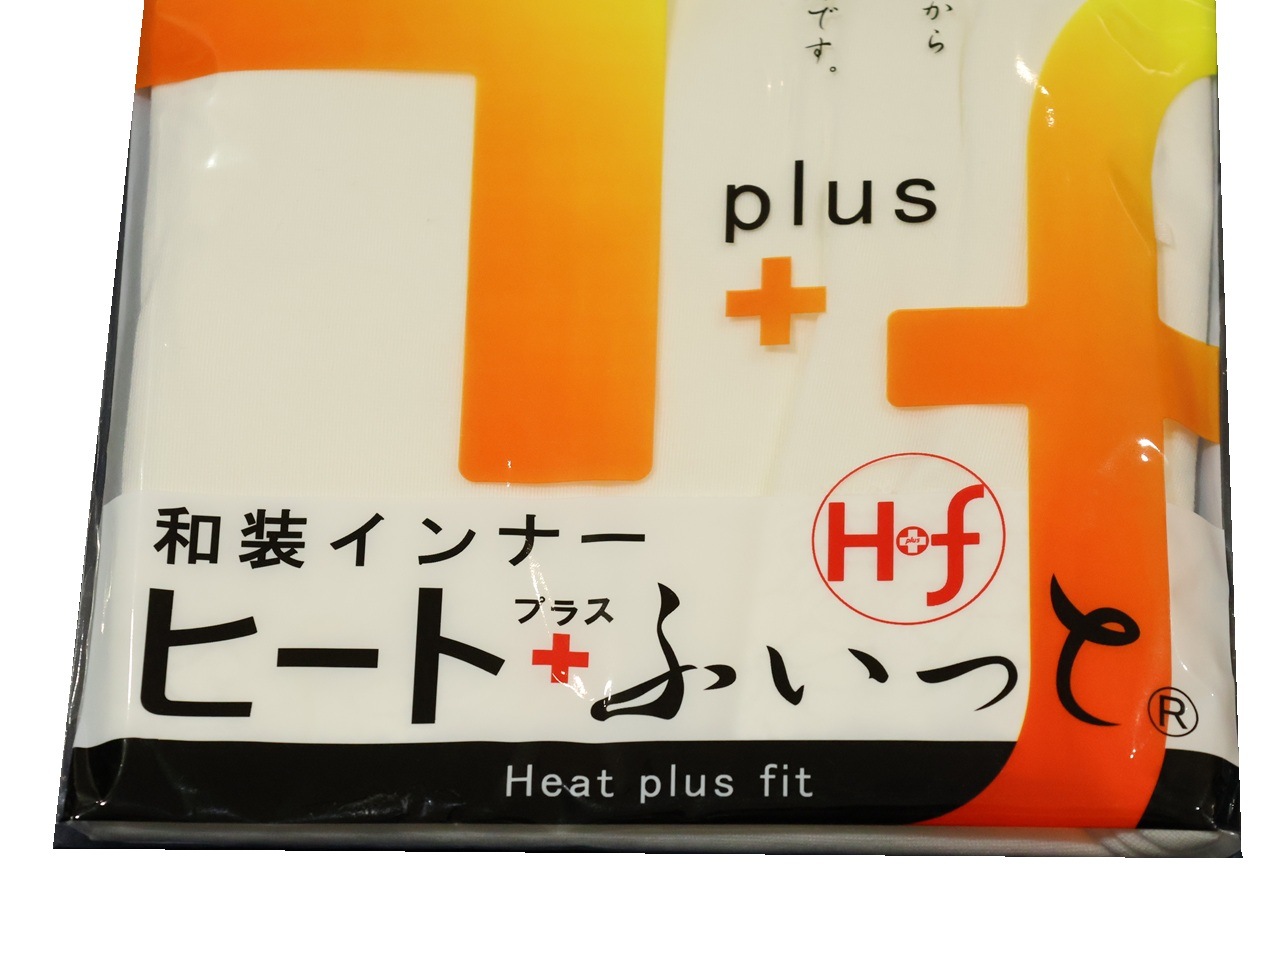 から
です。
plus
和装インナー
H plus f
プラス
ヒート+ふぃっと®
Heat plus fit